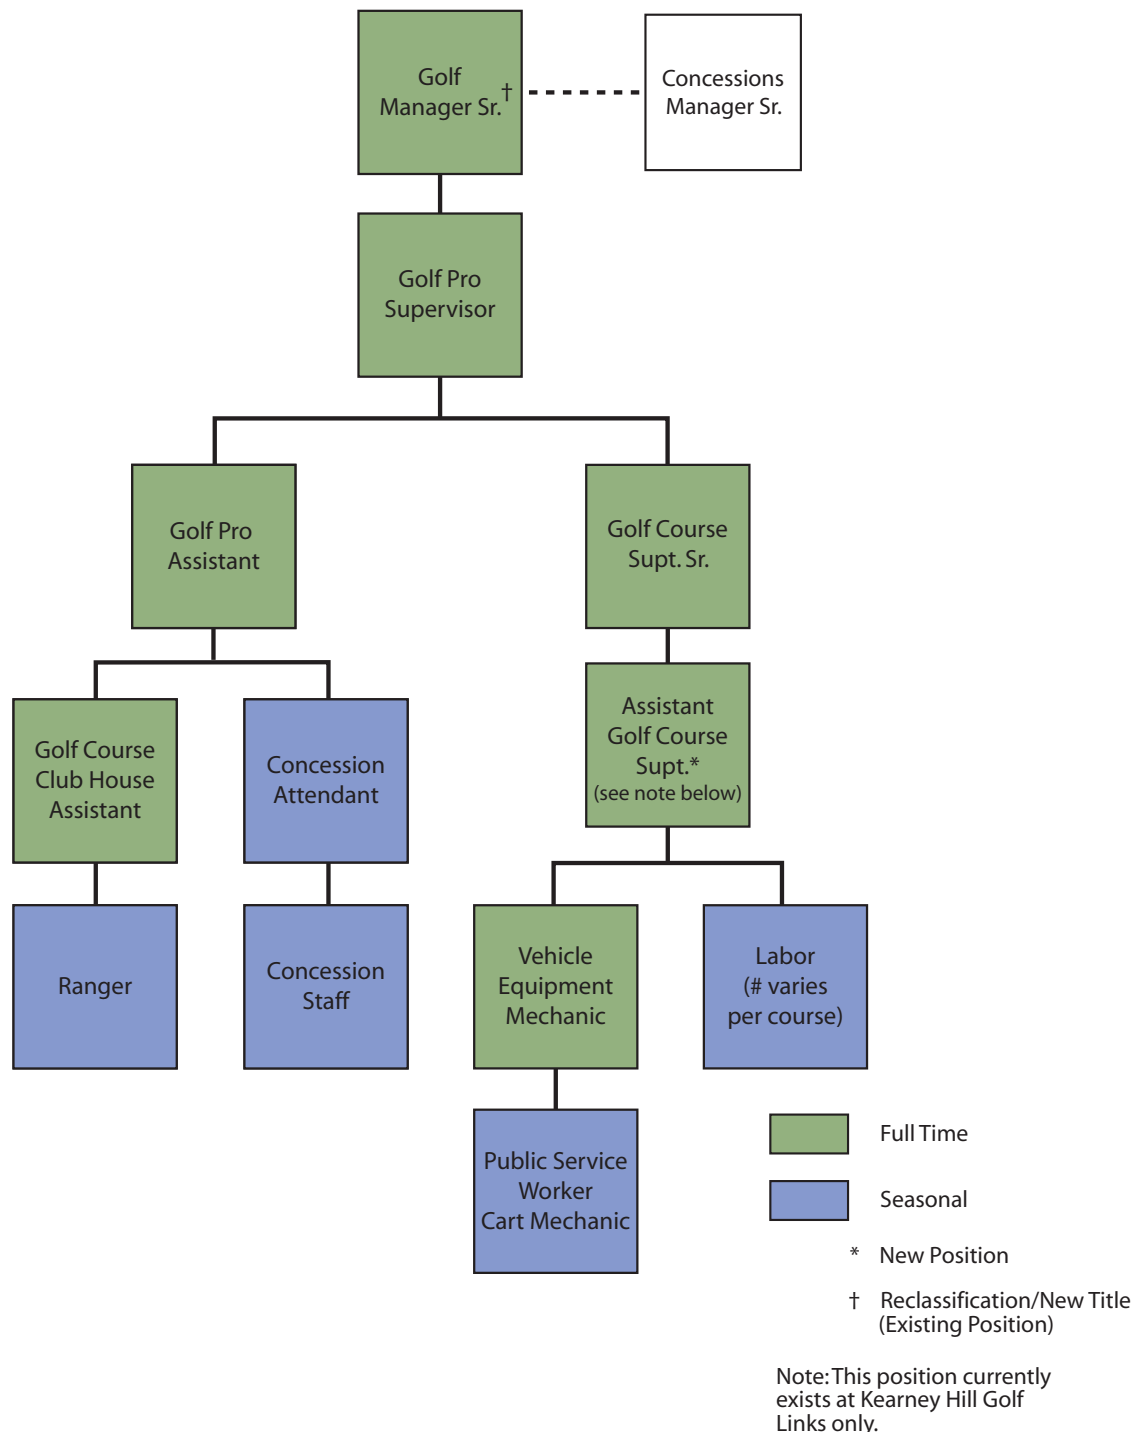 Golf
Manager Sr.†
Concessions
Manager Sr.
Golf Pro
Supervisor
Golf Pro
Assistant
Golf Course
Supt. Sr.
Golf Course
Club House
Assistant
Concession
Attendant
Assistant
Golf Course
Supt.*
(see note below)
Ranger
Concession
Staff
Vehicle
Equipment
Mechanic
Labor
(# varies
per course)
Public Service
Worker
Cart Mechanic
Full Time
Seasonal
* New Position
† Reclassification/New Title
(Existing Position)
Note: This position currently
exists at Kearney Hill Golf
Links only.